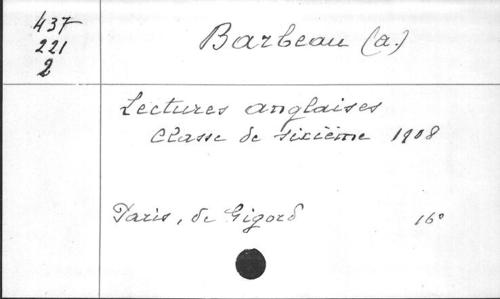 437
221
2
Barbeau (a.)
Lectures anglaises
Classe de sixième 1908
Paris, de Gigord 16°